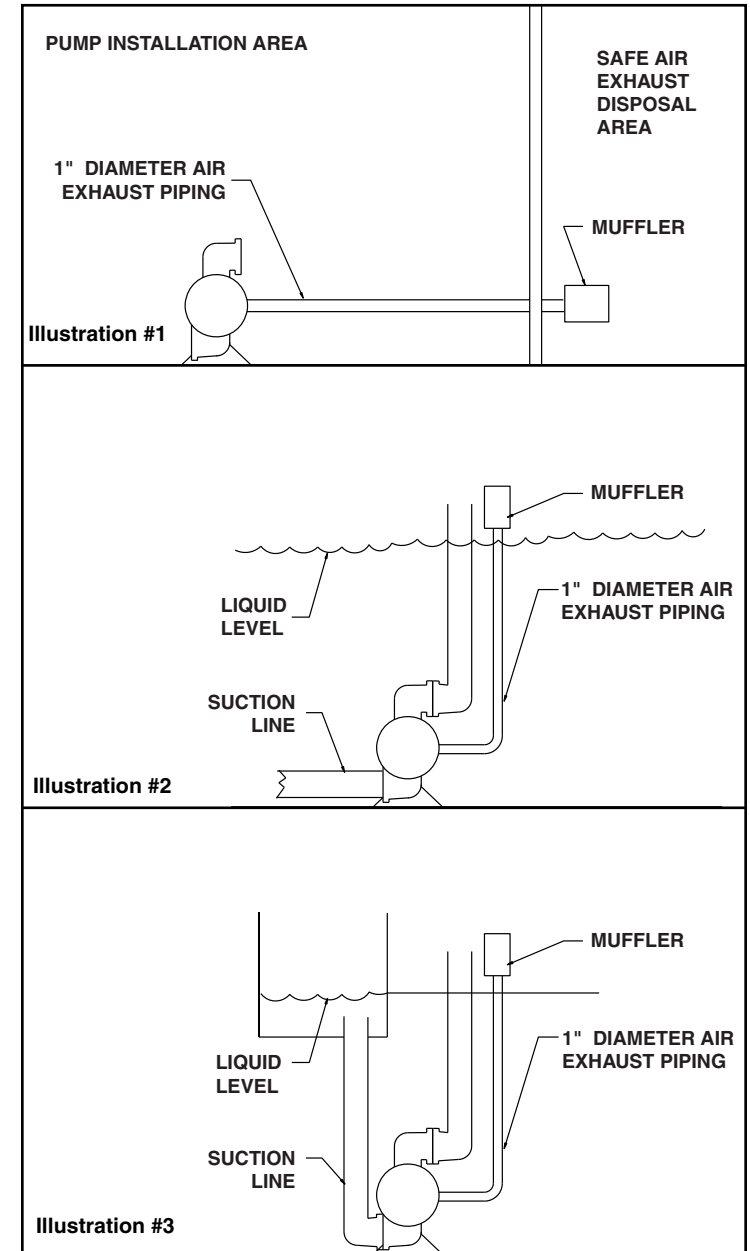 PUMP INSTALLATION AREA
SAFE AIR
EXHAUST
DISPOSAL
AREA
1" DIAMETER AIR
EXHAUST PIPING
MUFFLER
Illustration #1
MUFFLER
1" DIAMETER AIR
EXHAUST PIPING
LIQUID
LEVEL
SUCTION
LINE
Illustration #2
MUFFLER
1" DIAMETER AIR
EXHAUST PIPING
LIQUID
LEVEL
SUCTION
LINE
Illustration #3